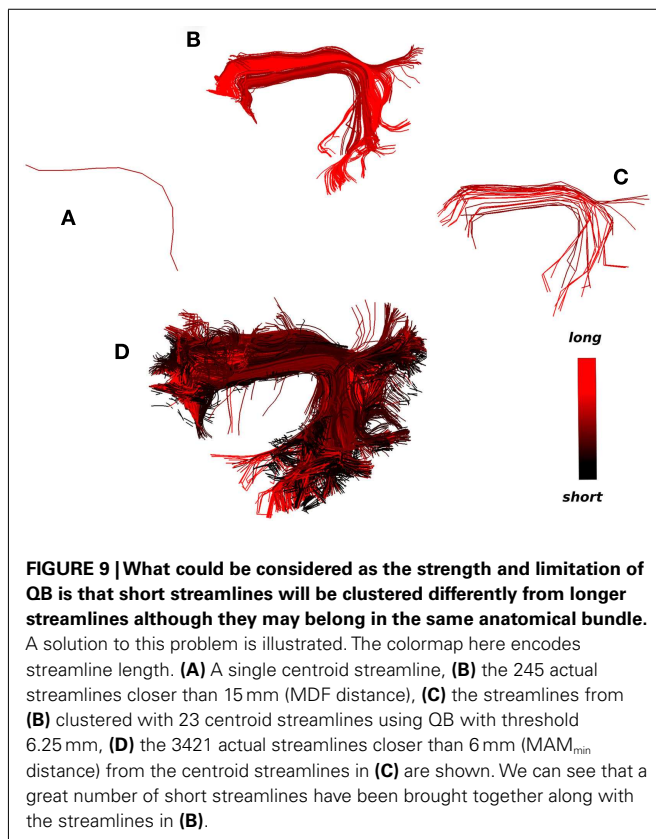 B
A
C
D
long
short
FIGURE 9 | What could be considered as the strength and limitation of
QB is that short streamlines will be clustered differently from longer
streamlines although they may belong in the same anatomical bundle.
A solution to this problem is illustrated. The colormap here encodes
streamline length. (A) A single centroid streamline, (B) the 245 actual
streamlines closer than 15 mm (MDF distance), (C) the streamlines from
(B) clustered with 23 centroid streamlines using QB with threshold
6.25 mm, (D) the 3421 actual streamlines closer than 6 mm (MAMmin
distance) from the centroid streamlines in (C) are shown. We can see that a
great number of short streamlines have been brought together along with
the streamlines in (B).